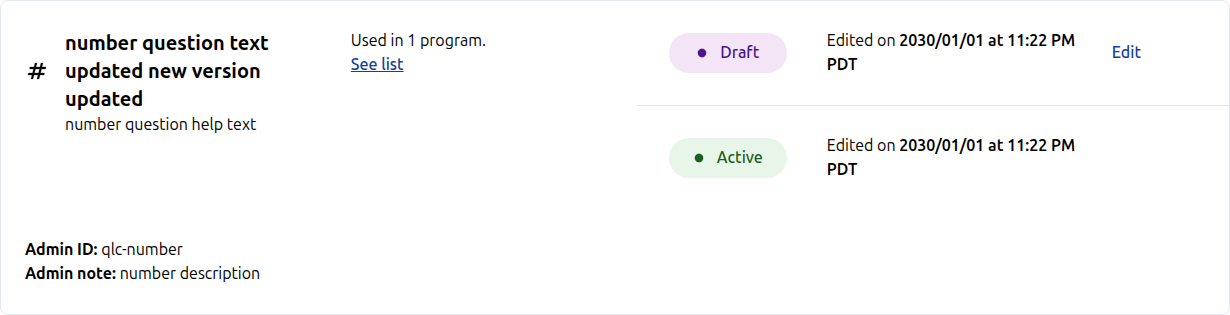 number question text
updated new version
updated
number question help text
Used in 1 program.
See list
Draft
Edited on 2030/01/01 at 11:22 PM
PDT
Edit
Active
Edited on 2030/01/01 at 11:22 PM
PDT
Admin ID: qlc-number
Admin note: number description